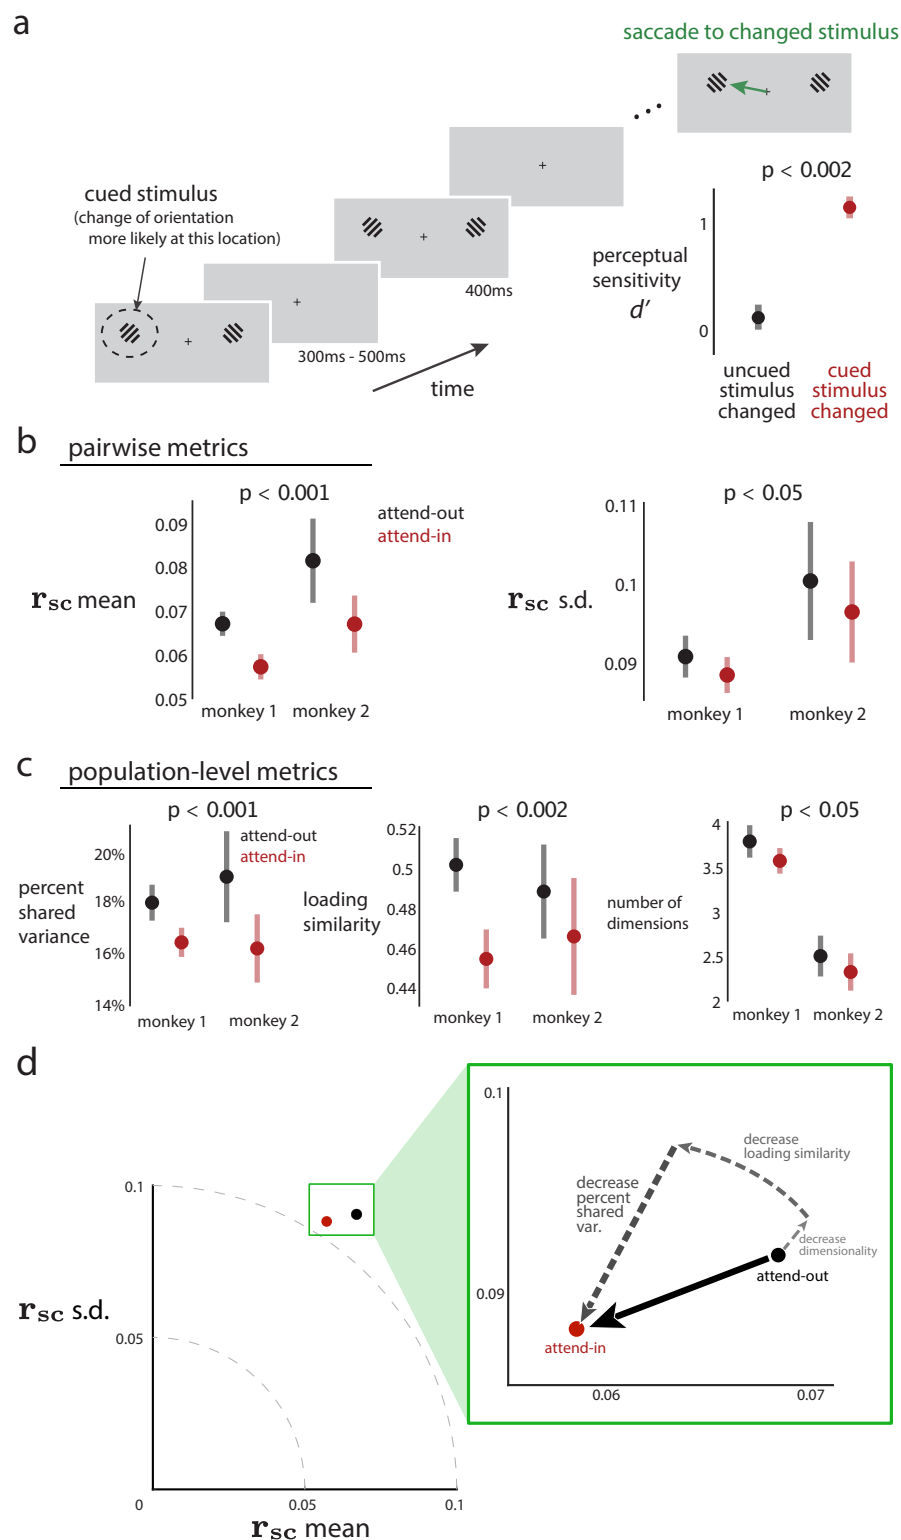 a
saccade to changed stimulus
cued stimulus
(change of orientation
more likely at this location)
400ms
300ms - 500ms
time
p < 0.002
1
perceptual
sensitivity
d′
0
uncued
stimulus
changed
cued
stimulus
changed
b
pairwise metrics
p < 0.001
attend-out
attend-in
0.09
0.08
0.07
0.06
0.05
r_sc mean
monkey 1
monkey 2
p < 0.05
0.11
0.1
0.09
r_sc s.d.
monkey 1
monkey 2
c
population-level metrics
p < 0.001
attend-out
attend-in
20%
18%
16%
14%
percent
shared
variance
monkey 1
monkey 2
p < 0.002
0.52
0.5
0.48
0.46
0.44
loading
similarity
monkey 1
monkey 2
p < 0.05
4
3.5
3
2.5
2
number of
dimensions
monkey 1
monkey 2
d
0.1
0.05
r_sc s.d.
0
0.05
0.1
r_sc mean
0.1
0.09
decrease
loading similarity
decrease
percent
shared
var.
decrease
dimensionality
attend-out
attend-in
0.06
0.07